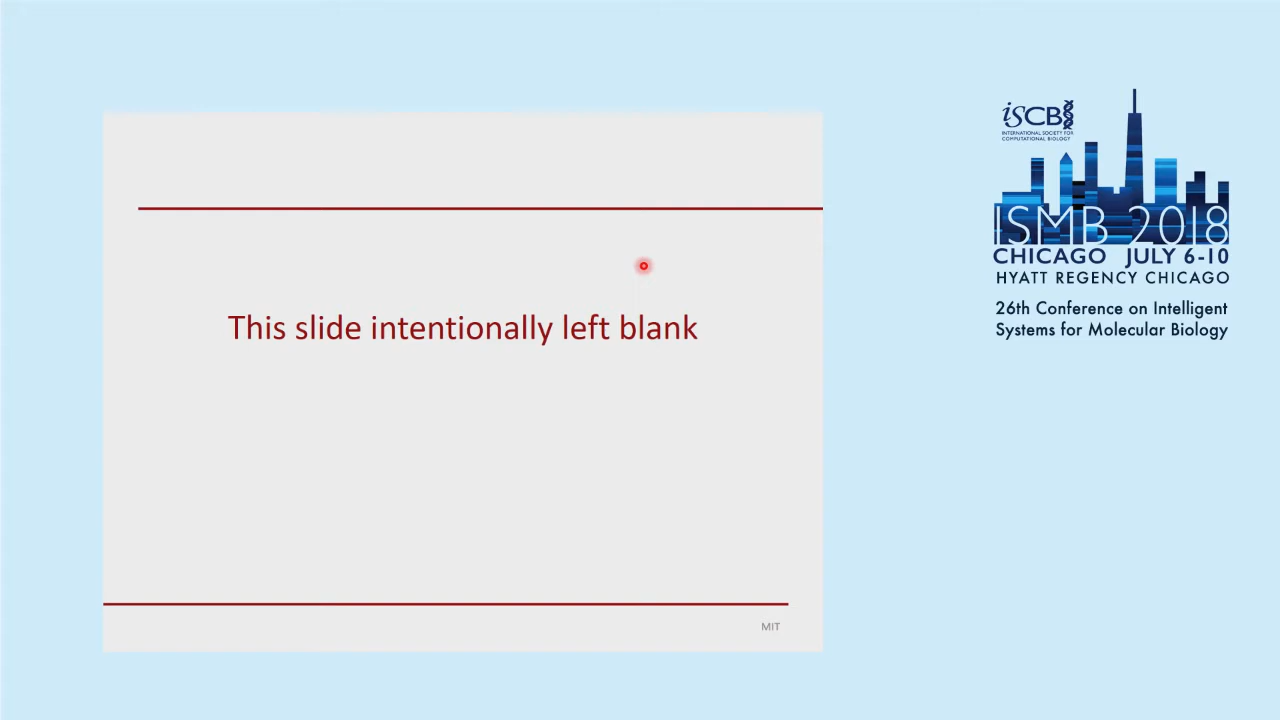 This slide intentionally left blank
MIT
iSCB
INTERNATIONAL SOCIETY FOR
COMPUTATIONAL BIOLOGY
ISMB 2018
CHICAGO JULY 6-10
HYATT REGENCY CHICAGO
26th Conference on Intelligent
Systems for Molecular Biology